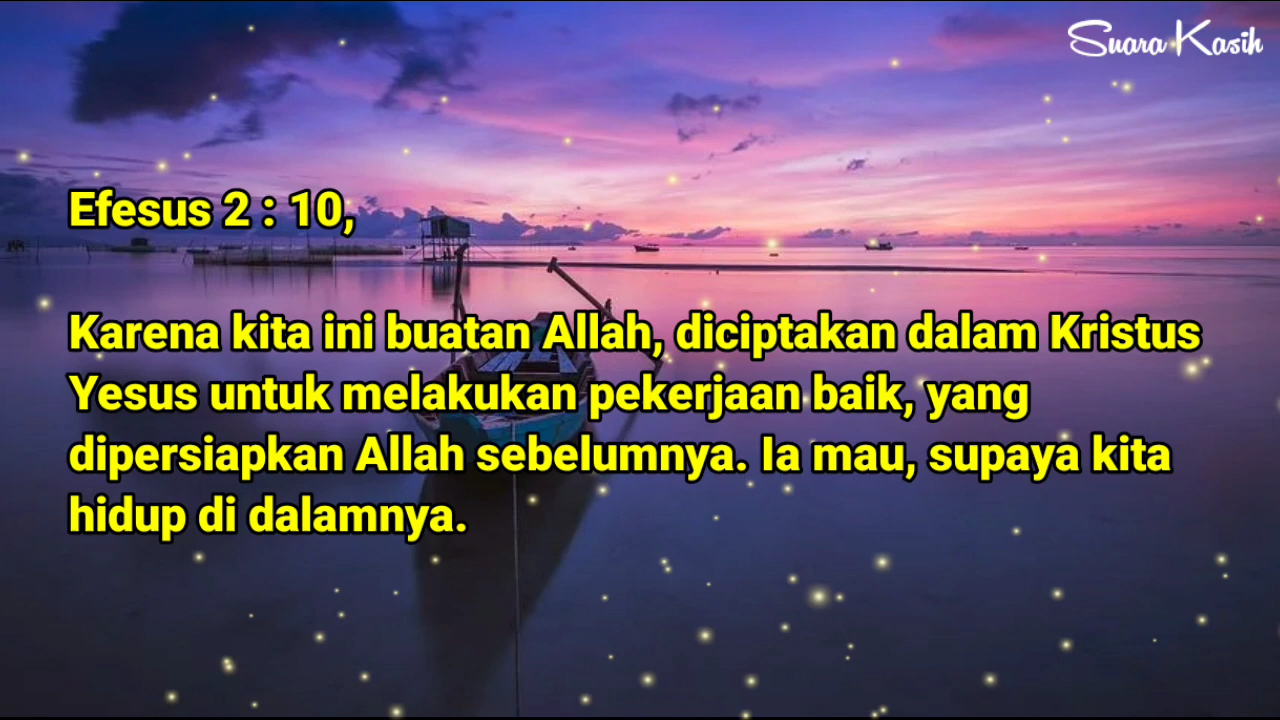 Suara Kasih
Efesus 2 : 10,
Karena kita ini buatan Allah, diciptakan dalam Kristus
Yesus untuk melakukan pekerjaan baik, yang
dipersiapkan Allah sebelumnya. Ia mau, supaya kita
hidup di dalamnya.